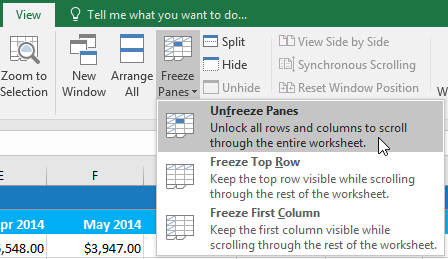 View
Tell me what you want to do...
Zoom to
Selection
New
Window
Arrange
All
Freeze
Panes
Split
Hide
Unhide
View Side by Side
Synchronous Scrolling
Reset Window Position
Unfreeze Panes
Unlock all rows and columns to scroll
through the entire worksheet.
Freeze Top Row
Keep the top row visible while scrolling
through the rest of the worksheet.
Freeze First Column
Keep the first column visible while
scrolling through the rest of the worksheet.
E F
pr 2014 May 2014
,548.00 $3,947.00